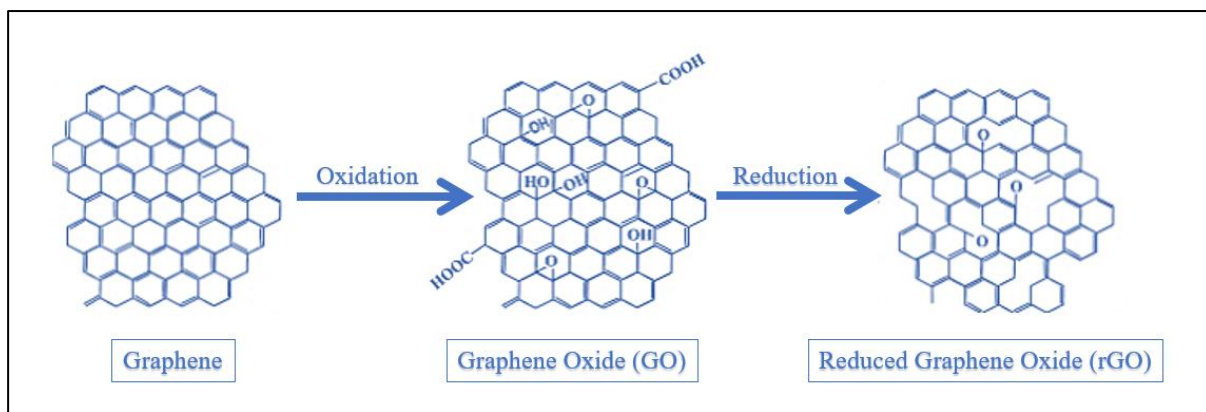 COOH
O
OH
HO
OH
O
OH
HOOC
O
Oxidation
Reduction
O
O
O
Graphene
Graphene Oxide (GO)
Reduced Graphene Oxide (rGO)